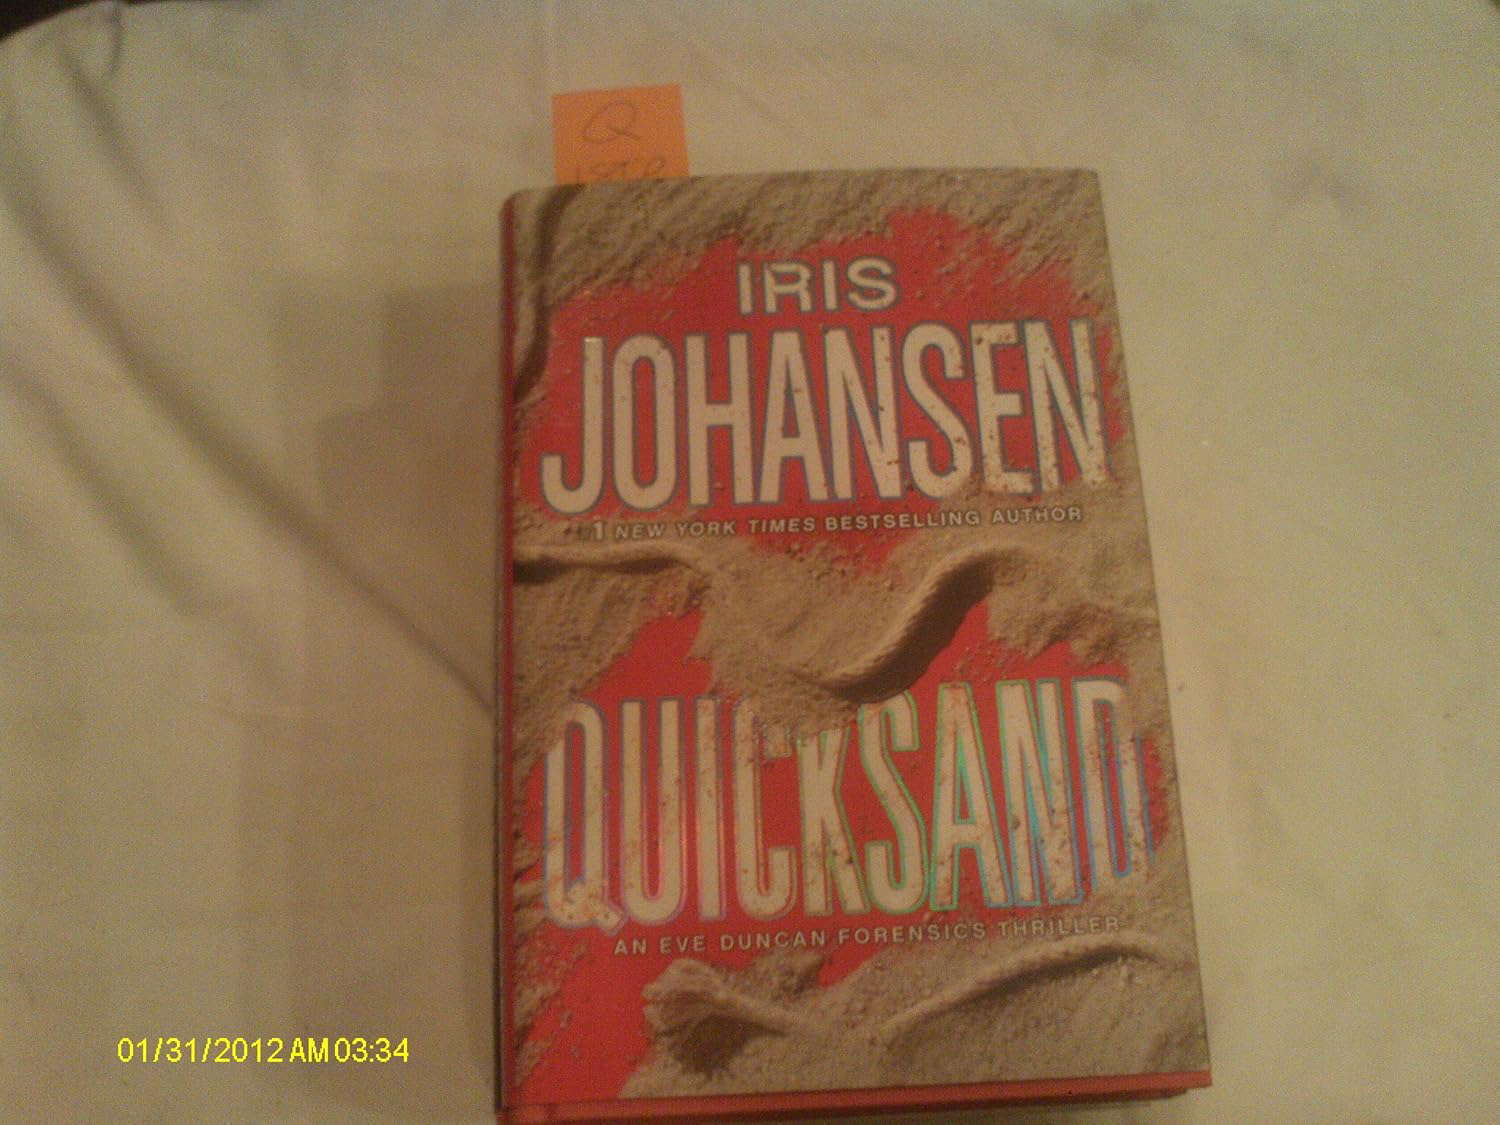 Q
IRIS
JOHANSEN
#1 NEW YORK TIMES BESTSELLING AUTHOR
QUICKSAND
AN EVE DUNCAN FORENSICS THRILLER
01/31/2012 AM 03:34